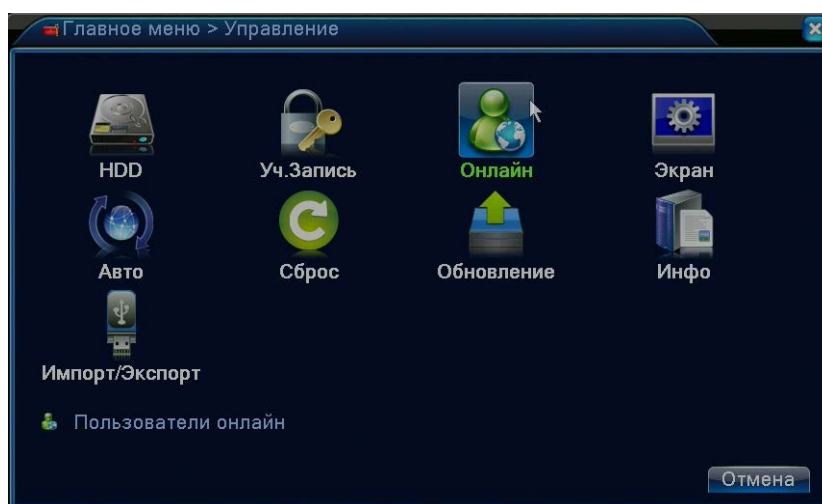 Главное меню > Управление
HDD Уч.Запись Онлайн Экран
Авто Сброс Обновление Инфо
Импорт/Экспорт
Пользователи онлайн
Отмена